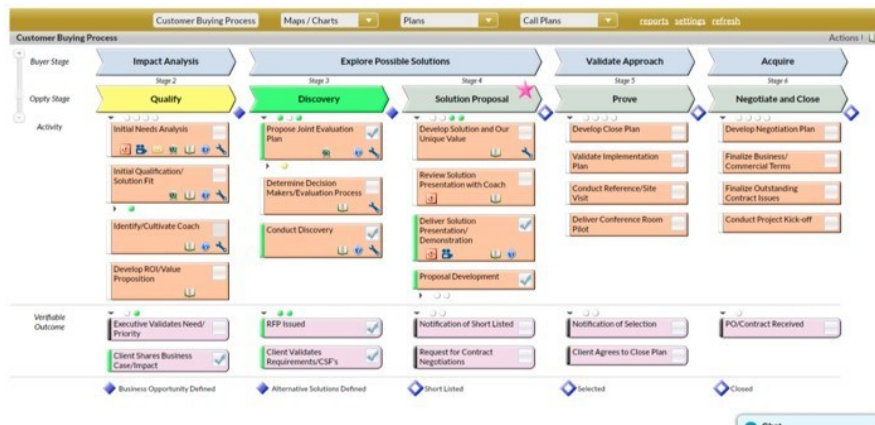 Customer Buying Process
Maps / Charts
Plans
Call Plans
reports settings refresh
Customer Buying Process
Actions
Buyer Stage
Impact Analysis
Explore Possible Solutions
Validate Approach
Acquire
Stage 2
Stage 3
Stage 4
Stage 5
Stage 6
Oppty Stage
Qualify
Discovery
Solution Proposal
Prove
Negotiate and Close
Activity
Initial Needs Analysis
Initial Qualification/
Solution Fit
Identify/Cultivate Coach
Develop ROI/Value
Proposition
Propose Joint Evaluation
Plan
Determine Decision
Makers/Evaluation Process
Conduct Discovery
Develop Solution and Our
Unique Value
Review Solution
Presentation with Coach
Deliver Solution
Presentation/
Demonstration
Proposal Development
Develop Close Plan
Validate Implementation
Plan
Conduct Reference/Site
Visit
Deliver Conference Room
Pilot
Develop Negotiation Plan
Finalize Business/
Commercial Terms
Finalize Outstanding
Contract Issues
Conduct Project Kick-off
Verifiable
Outcome
Executive Validates Need/
Priority
Client Shares Business
Case/Impact
RFP Issued
Client Validates
Requirements/CSF's
Notification of Short Listed
Request for Contract
Negotiations
Notification of Selection
Client Agrees to Close Plan
PO/Contract Received
Business Opportunity Defined
Alternative Solutions Defined
Short Listed
Selected
Closed